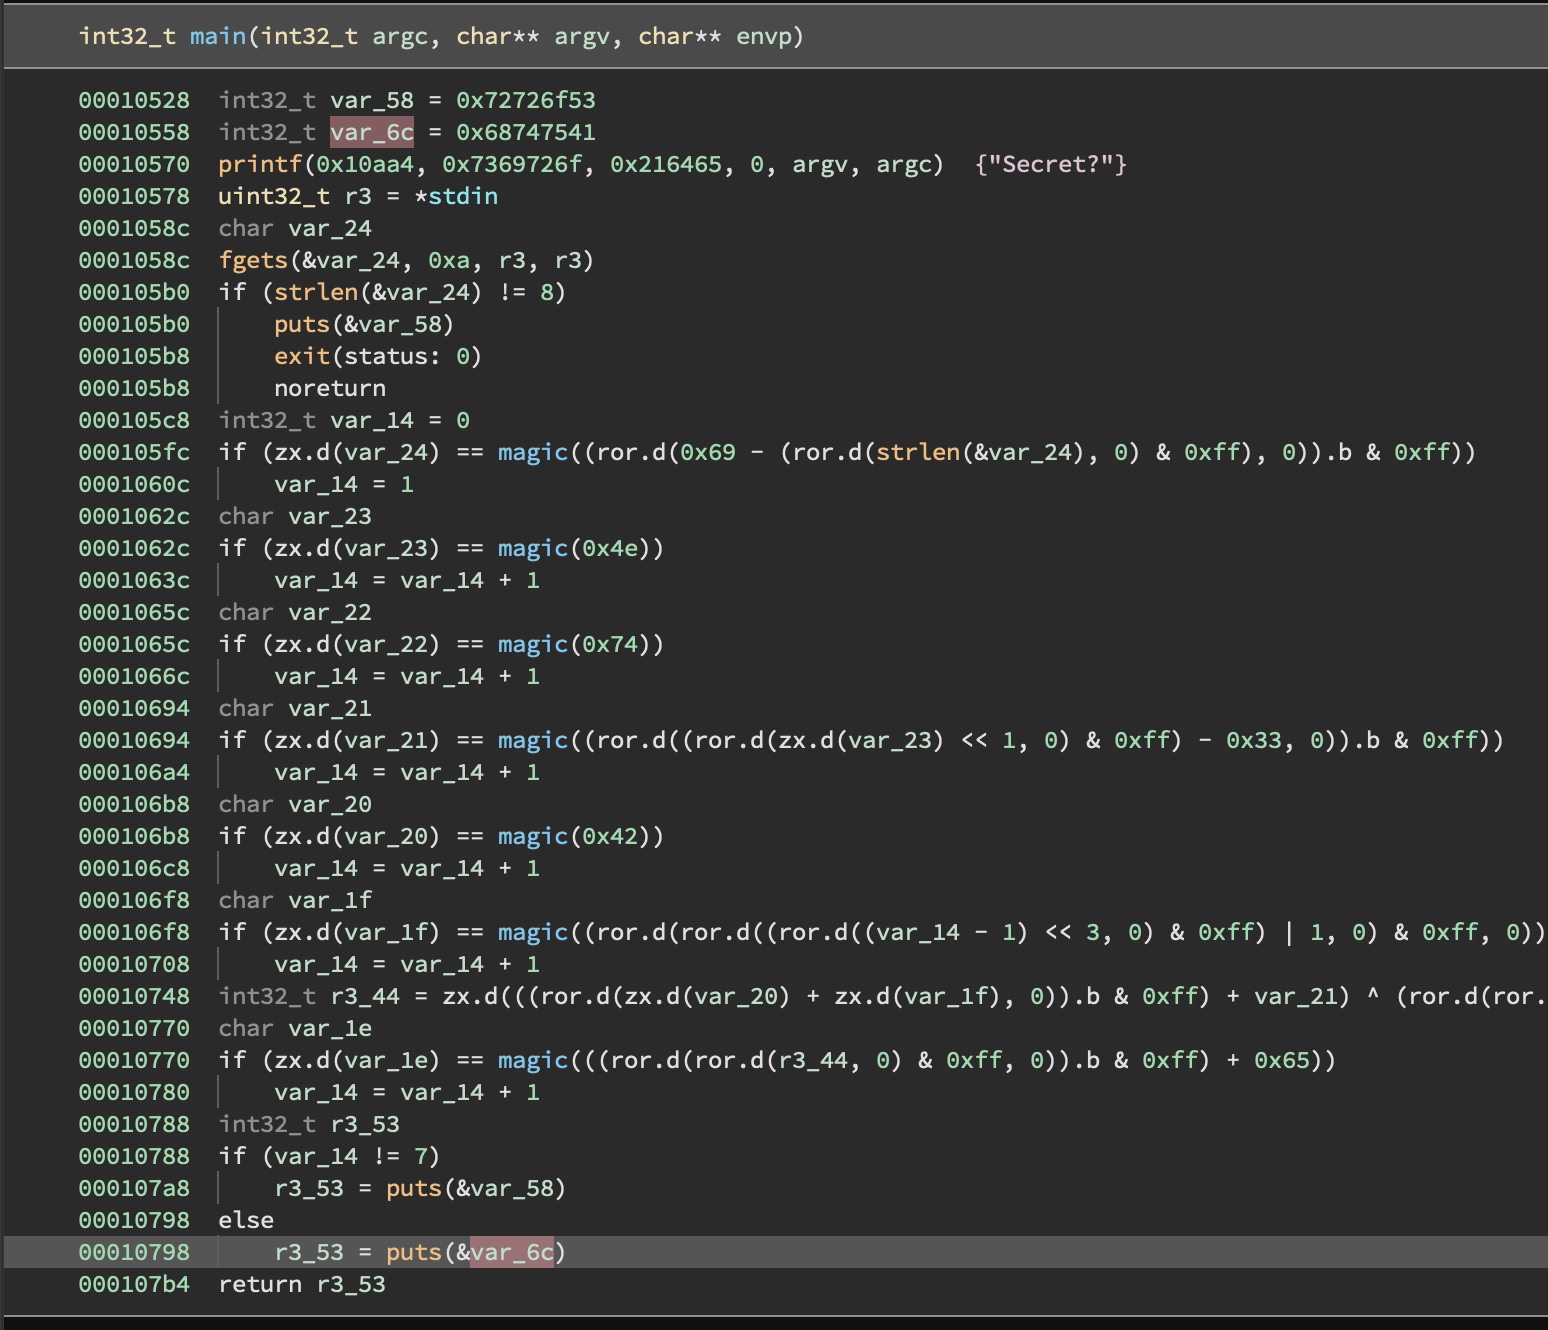 int32_t main(int32_t argc, char** argv, char** envp)
00010528 int32_t var_58 = 0x72726f53
00010558 int32_t var_6c = 0x68747541
00010570 printf(0x10aa4, 0x7369726f, 0x216465, 0, argv, argc) {"Secret?"}
00010578 uint32_t r3 = *stdin
0001058c char var_24
0001058c fgets(&var_24, 0xa, r3, r3)
000105b0 if (strlen(&var_24) != 8)
000105b0 puts(&var_58)
000105b8 exit(status: 0)
000105b8 noreturn
000105c8 int32_t var_14 = 0
000105fc if (zx.d(var_24) == magic((ror.d(0x69 - (ror.d(strlen(&var_24), 0) & 0xff), 0)).b & 0xff))
0001060c var_14 = 1
0001062c char var_23
0001062c if (zx.d(var_23) == magic(0x4e))
0001063c var_14 = var_14 + 1
0001065c char var_22
0001065c if (zx.d(var_22) == magic(0x74))
0001066c var_14 = var_14 + 1
00010694 char var_21
00010694 if (zx.d(var_21) == magic((ror.d((ror.d(zx.d(var_23) << 1, 0) & 0xff) - 0x33, 0)).b & 0xff))
000106a4 var_14 = var_14 + 1
000106b8 char var_20
000106b8 if (zx.d(var_20) == magic(0x42))
000106c8 var_14 = var_14 + 1
000106f8 char var_1f
000106f8 if (zx.d(var_1f) == magic((ror.d(ror.d((ror.d((var_14 - 1) << 3, 0) & 0xff) | 1, 0) & 0xff, 0))
00010708 var_14 = var_14 + 1
00010748 int32_t r3_44 = zx.d(((ror.d(zx.d(var_20) + zx.d(var_1f), 0)).b & 0xff) + var_21) ^ (ror.d(ror.
00010770 char var_1e
00010770 if (zx.d(var_1e) == magic(((ror.d(ror.d(r3_44, 0) & 0xff, 0)).b & 0xff) + 0x65))
00010780 var_14 = var_14 + 1
00010788 int32_t r3_53
00010788 if (var_14 != 7)
000107a8 r3_53 = puts(&var_58)
00010798 else
00010798 r3_53 = puts(&var_6c)
000107b4 return r3_53